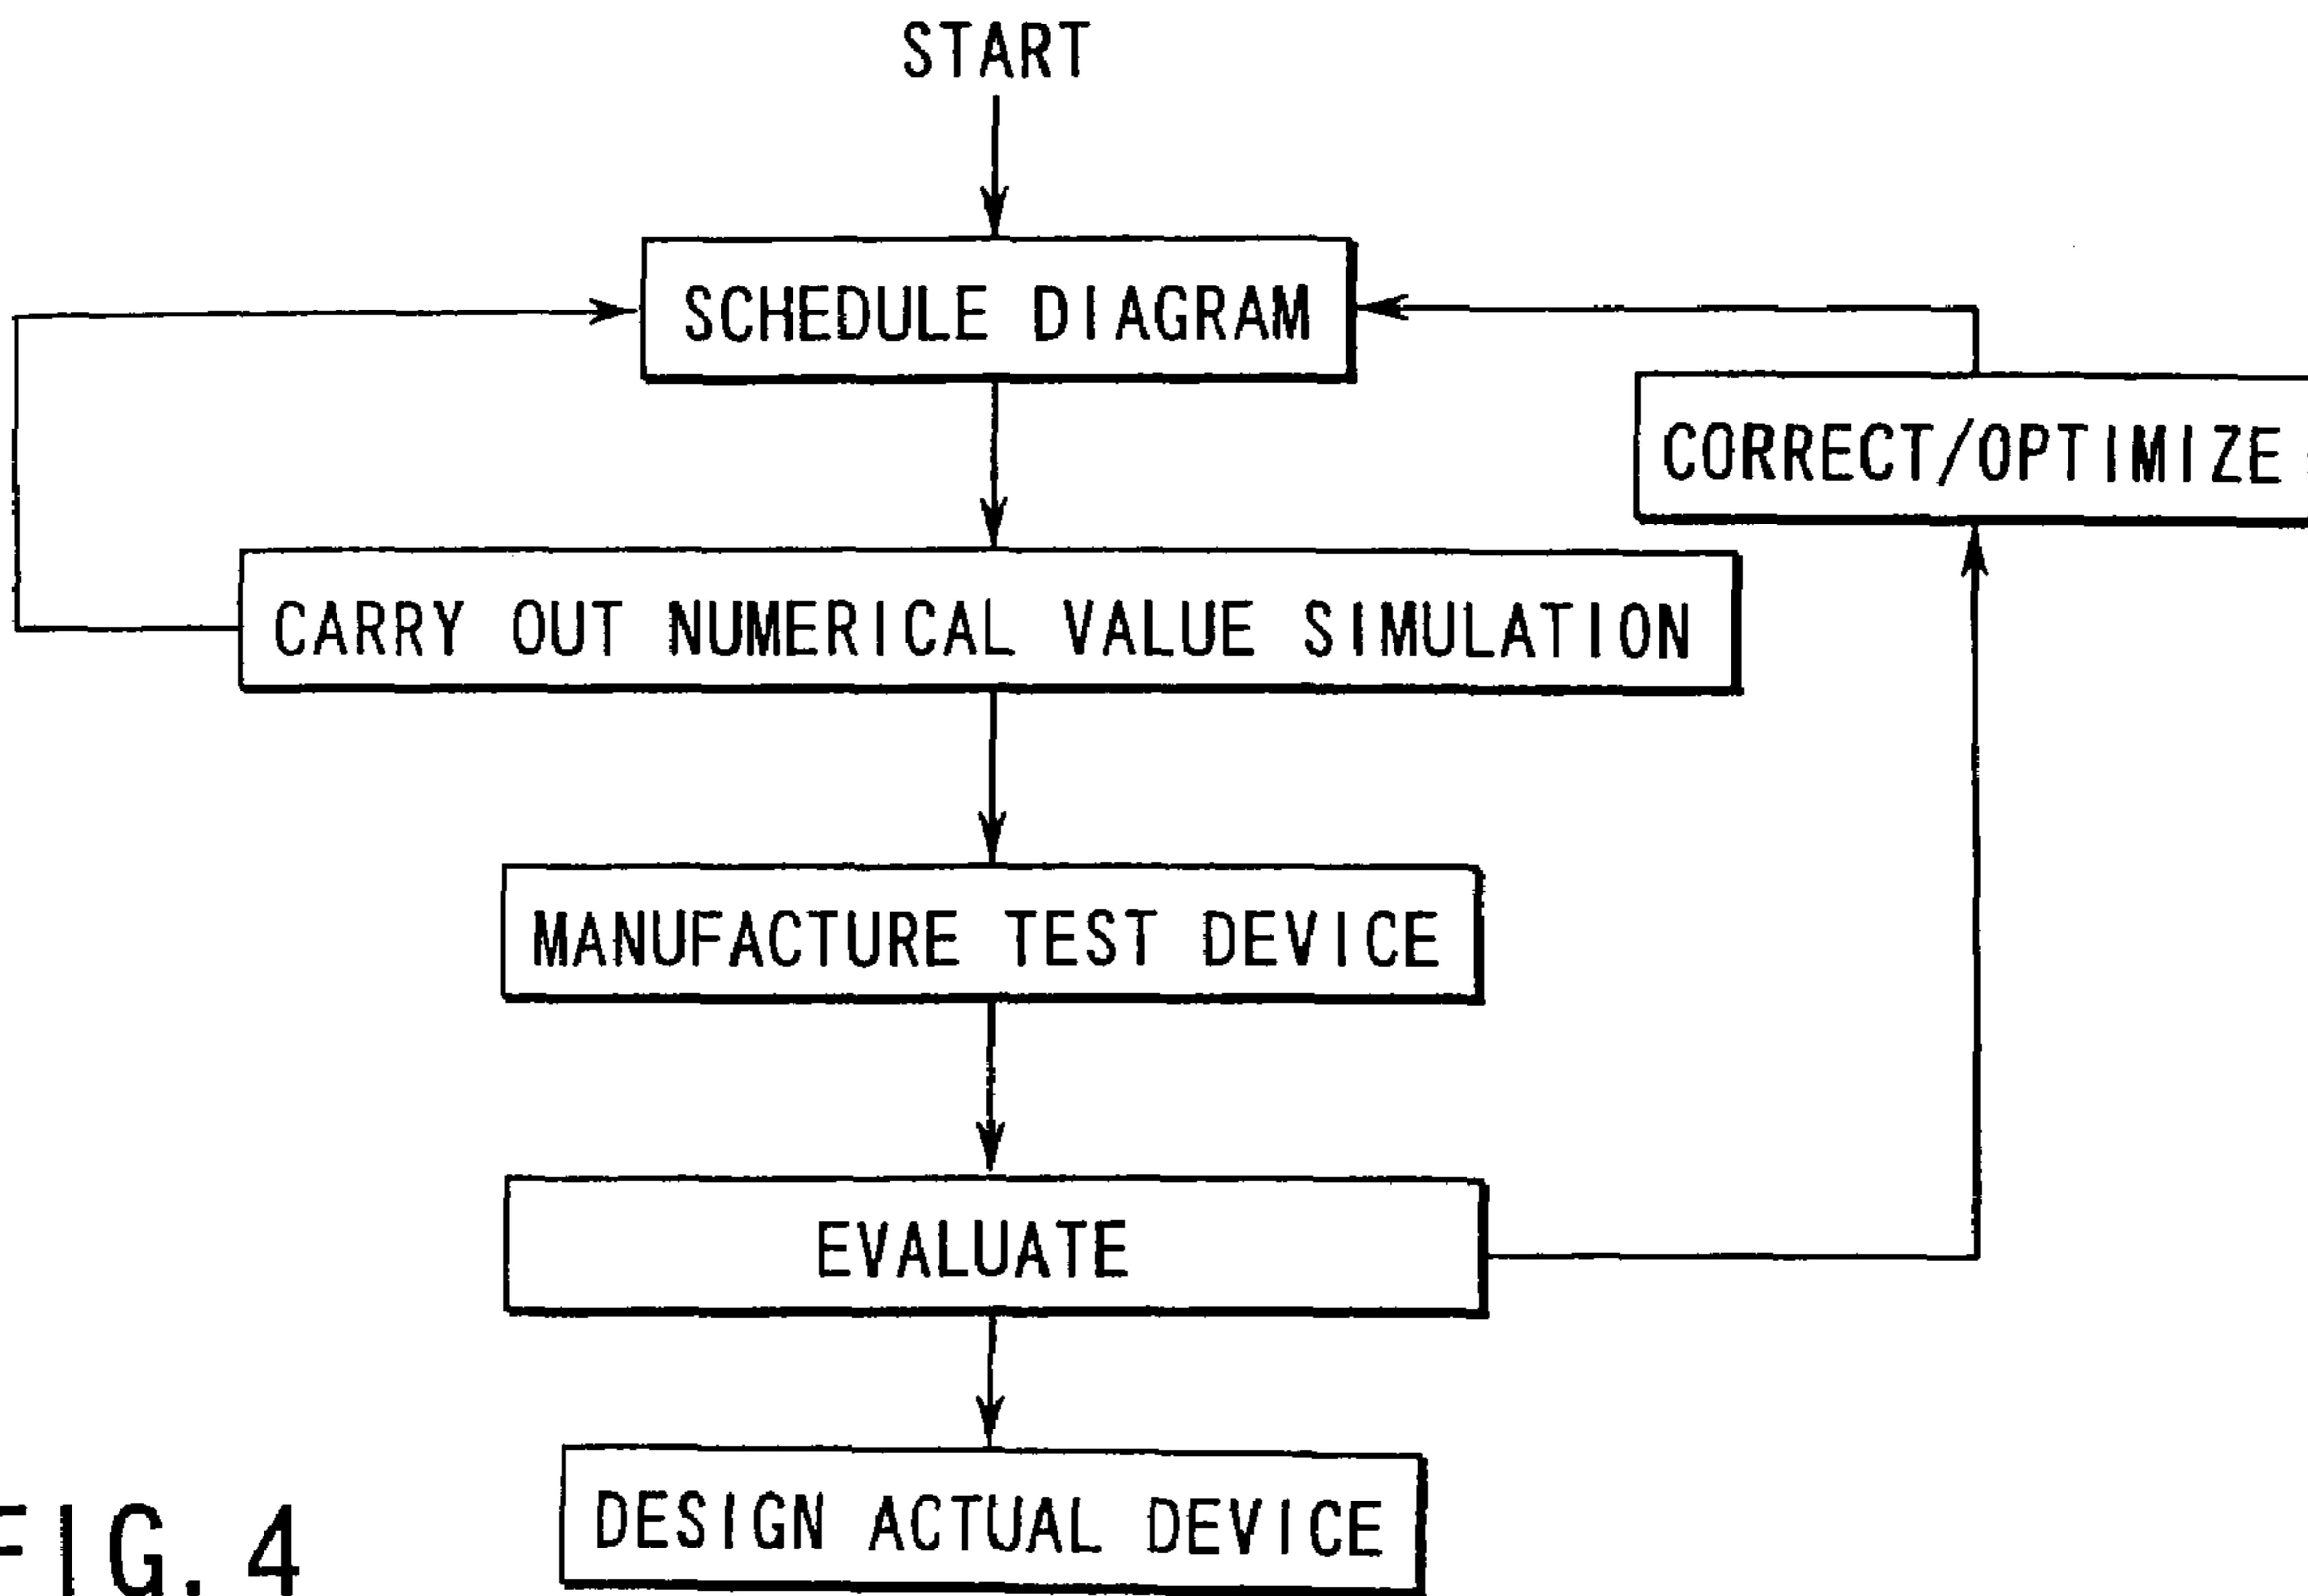 START
SCHEDULE DIAGRAM
CORRECT/OPTIMIZE
CARRY OUT NUMERICAL VALUE SIMULATION
MANUFACTURE TEST DEVICE
EVALUATE
DESIGN ACTUAL DEVICE
FIG. 4